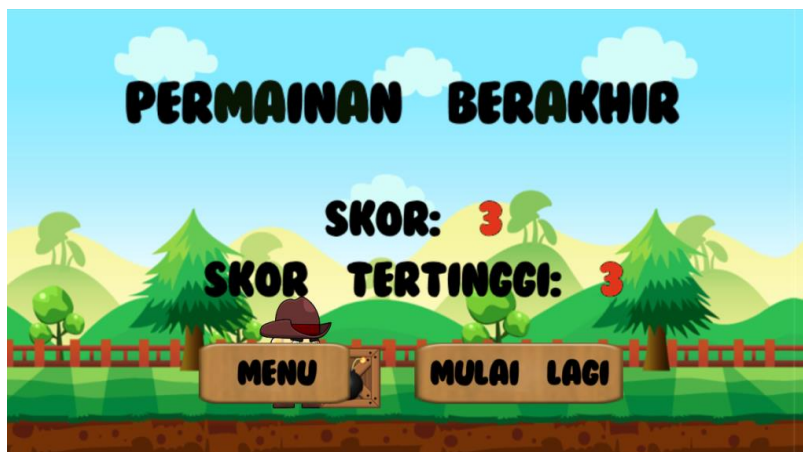 PERMAINAN BERAKHIR
SKOR: 3
SKOR TERTINGGI: 3
MENU
MULAI LAGI